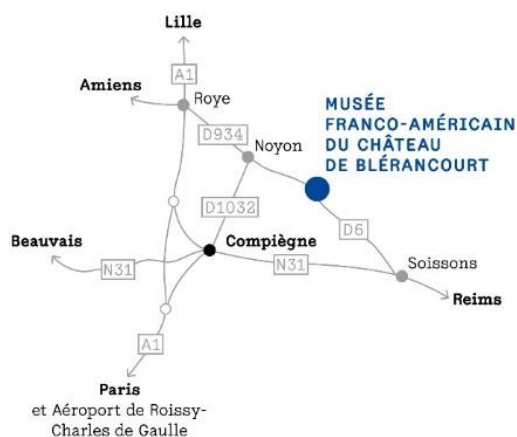 Lille
A1
Amiens
Roye
MUSÉE
FRANCO-AMÉRICAIN
DU CHÂTEAU
DE BLÉRANCOURT
D934
Noyon
D1032
D6
Beauvais
Compiègne
N31
N31
Soissons
Reims
A1
Paris
et Aéroport de Roissy-
Charles de Gaulle